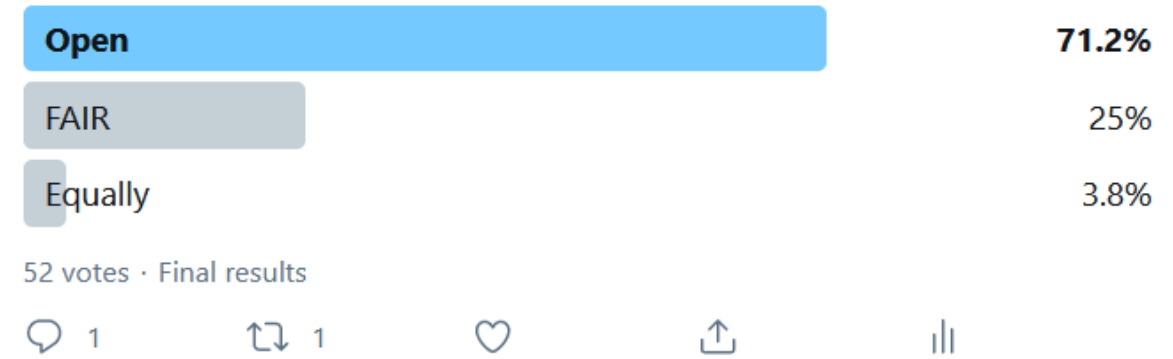 Open 71.2%
FAIR 25%
Equally 3.8%
52 votes · Final results
1 1